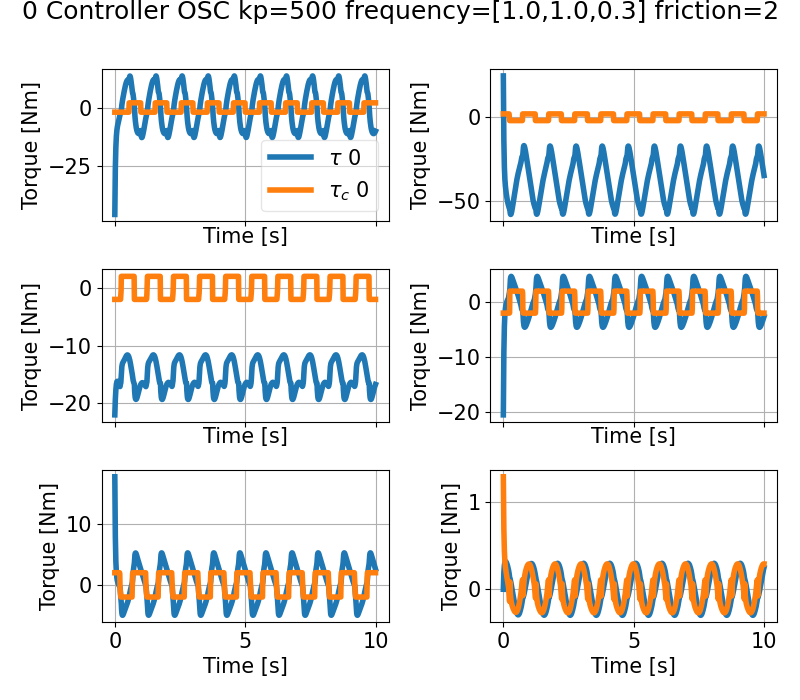 0 Controller OSC kp=500 frequency=[1.0,1.0,0.3] friction=2
Torque [Nm]
0
−25
τ 0
τc 0
Time [s]
Torque [Nm]
0
−50
Time [s]
Torque [Nm]
0
−10
−20
Time [s]
Torque [Nm]
0
−10
−20
Time [s]
Torque [Nm]
10
0
0
5
10
Time [s]
Torque [Nm]
1
0
0
5
10
Time [s]